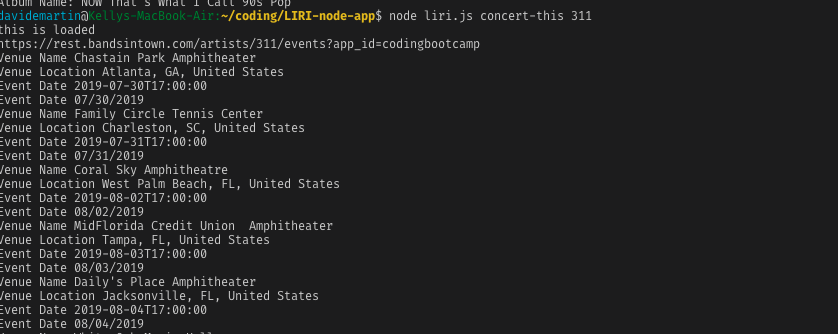 Album Name: NOW That's What I Call 90s Pop
davidemartin@Kellys-MacBook-Air:~/coding/LIRI-node-app$ node liri.js concert-this 311
this is loaded
https://rest.bandsintown.com/artists/311/events?app_id=codingbootcamp
Venue Name Chastain Park Amphitheater
Venue Location Atlanta, GA, United States
Event Date 2019-07-30T17:00:00
Event Date 07/30/2019
Venue Name Family Circle Tennis Center
Venue Location Charleston, SC, United States
Event Date 2019-07-31T17:00:00
Event Date 07/31/2019
Venue Name Coral Sky Amphitheatre
Venue Location West Palm Beach, FL, United States
Event Date 2019-08-02T17:00:00
Event Date 08/02/2019
Venue Name MidFlorida Credit Union  Amphitheater
Venue Location Tampa, FL, United States
Event Date 2019-08-03T17:00:00
Event Date 08/03/2019
Venue Name Daily's Place Amphitheater
Venue Location Jacksonville, FL, United States
Event Date 2019-08-04T17:00:00
Event Date 08/04/2019